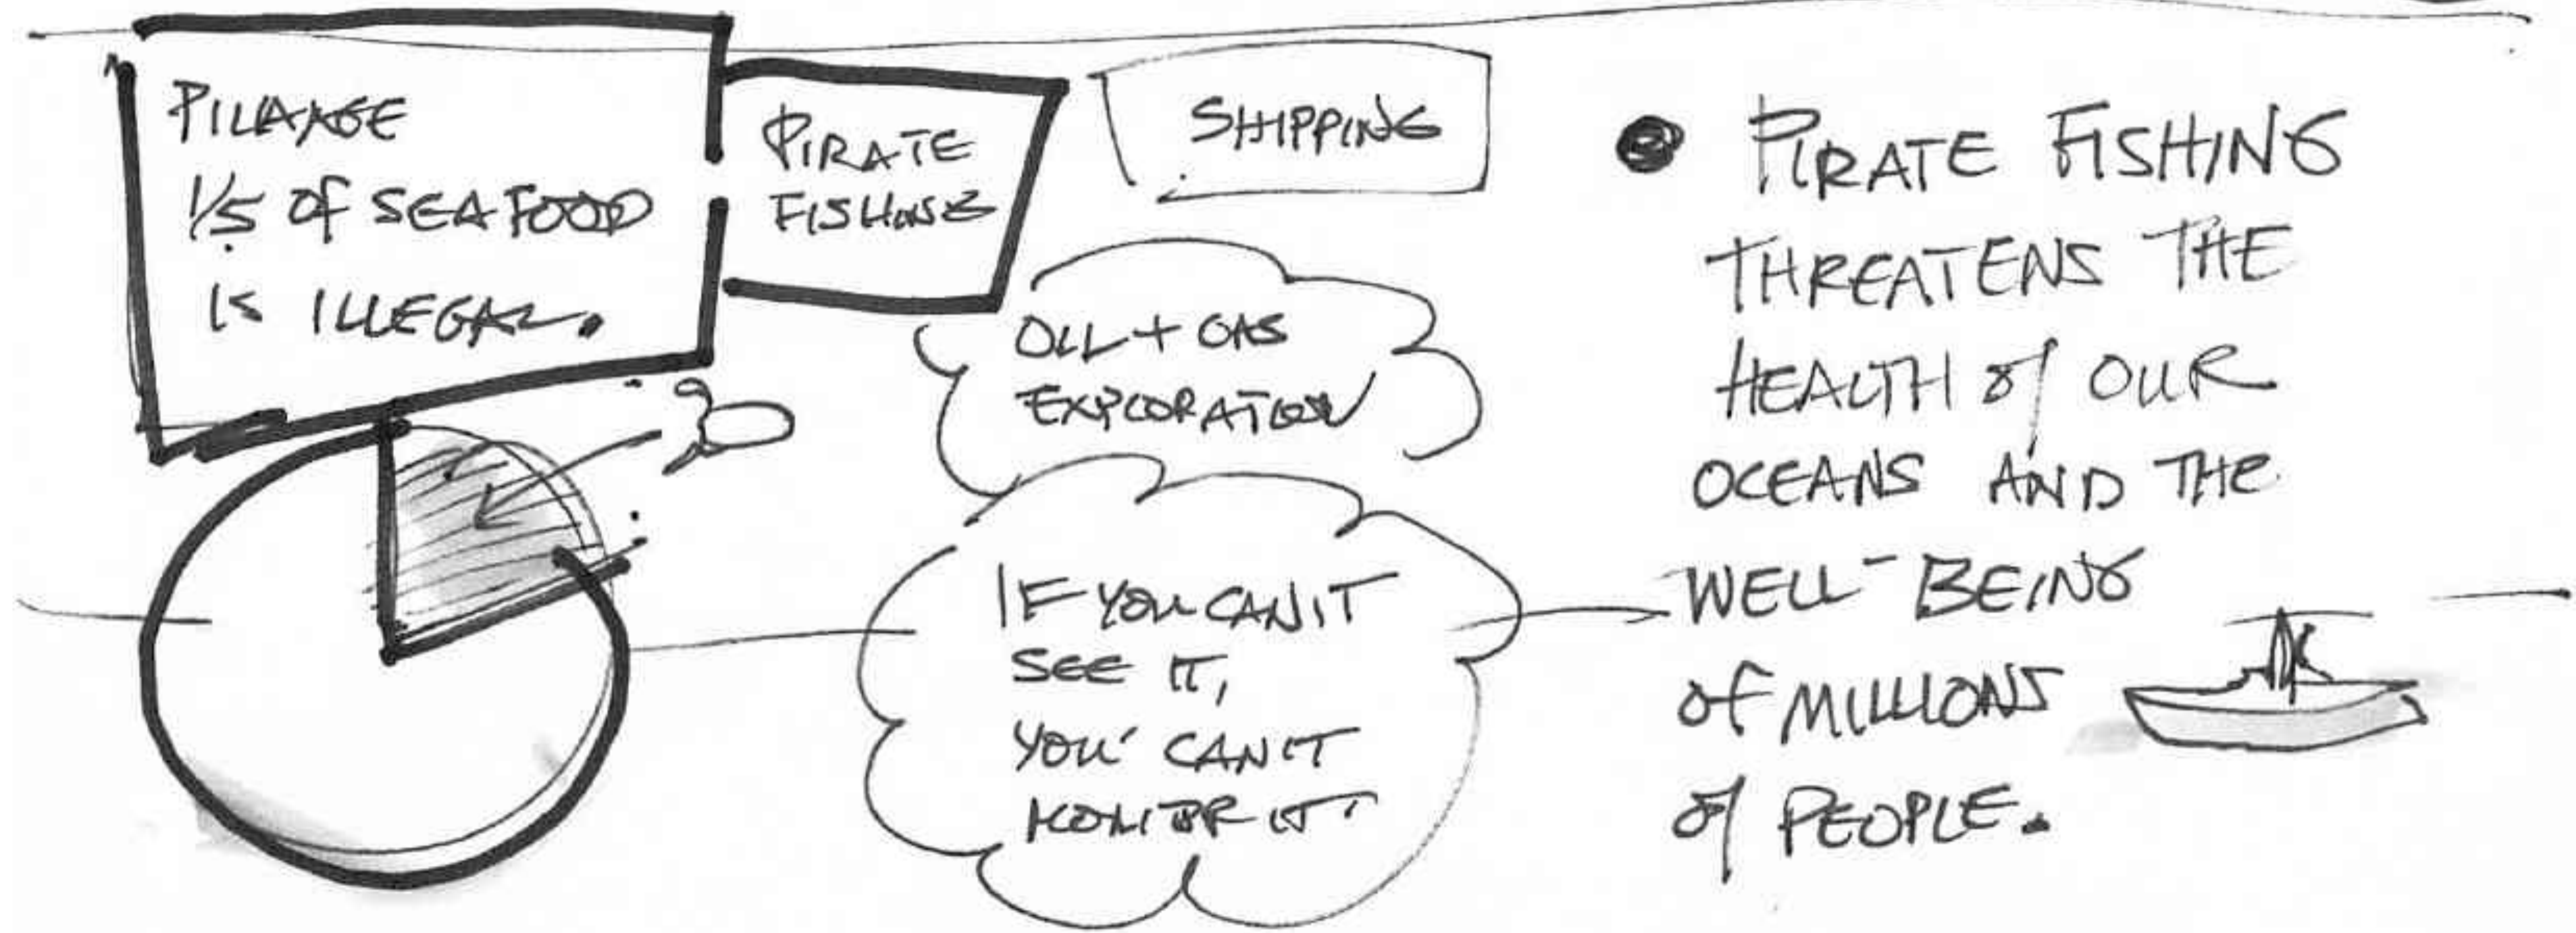 PILLAGE
1/5 OF SEAFOOD
IS ILLEGAL.
PIRATE
FISHING
SHIPPING
OIL + GAS
EXPLORATION
IF YOU CAN'T
SEE IT,
YOU CAN'T
MONITOR IT.
PIRATE FISHING
THREATENS THE
HEALTH of OUR
OCEANS AND THE
WELL-BEING
OF MILLIONS
of PEOPLE.